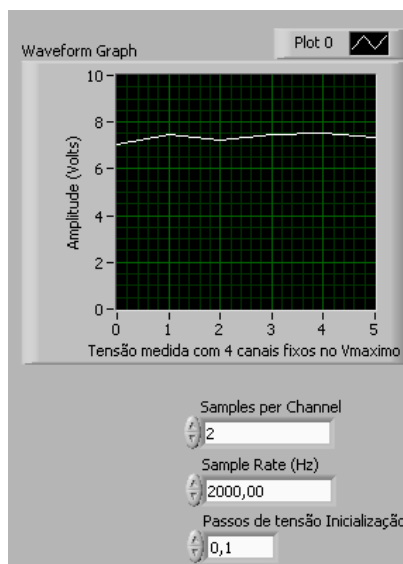 Plot 0
Waveform Graph
10
8
6
4
2
0
Amplitude (Volts)
0 1 2 3 4 5
Tensão medida com 4 canais fixos no Vmaximo
Samples per Channel
2
Sample Rate (Hz)
2000,00
Passos de tensão Inicialização
0,1